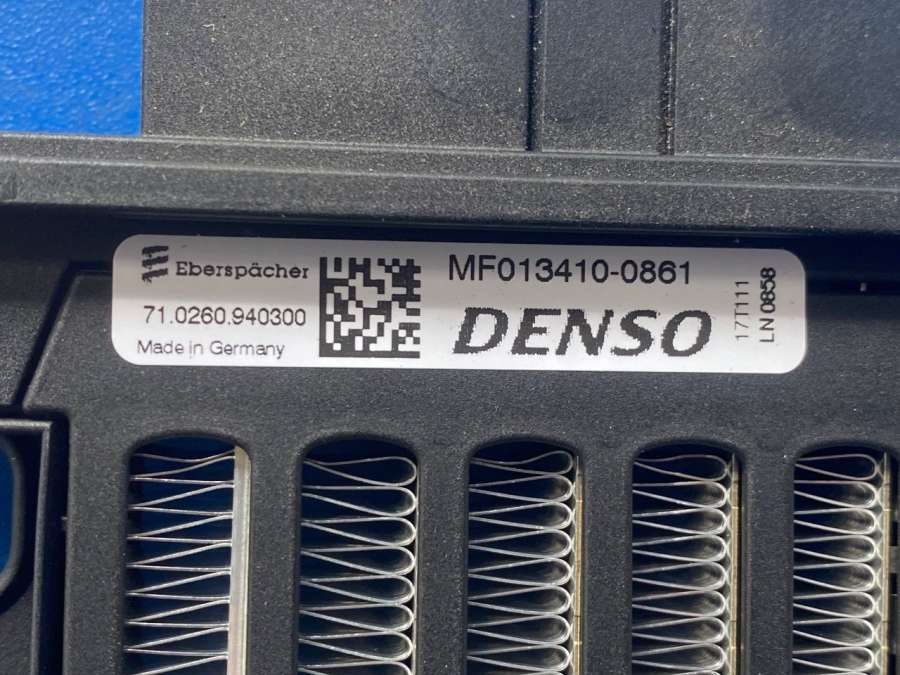 Eberspächer
71.0260.940300
Made in Germany
MF013410-0861
DENSO
17T111
LN 0858